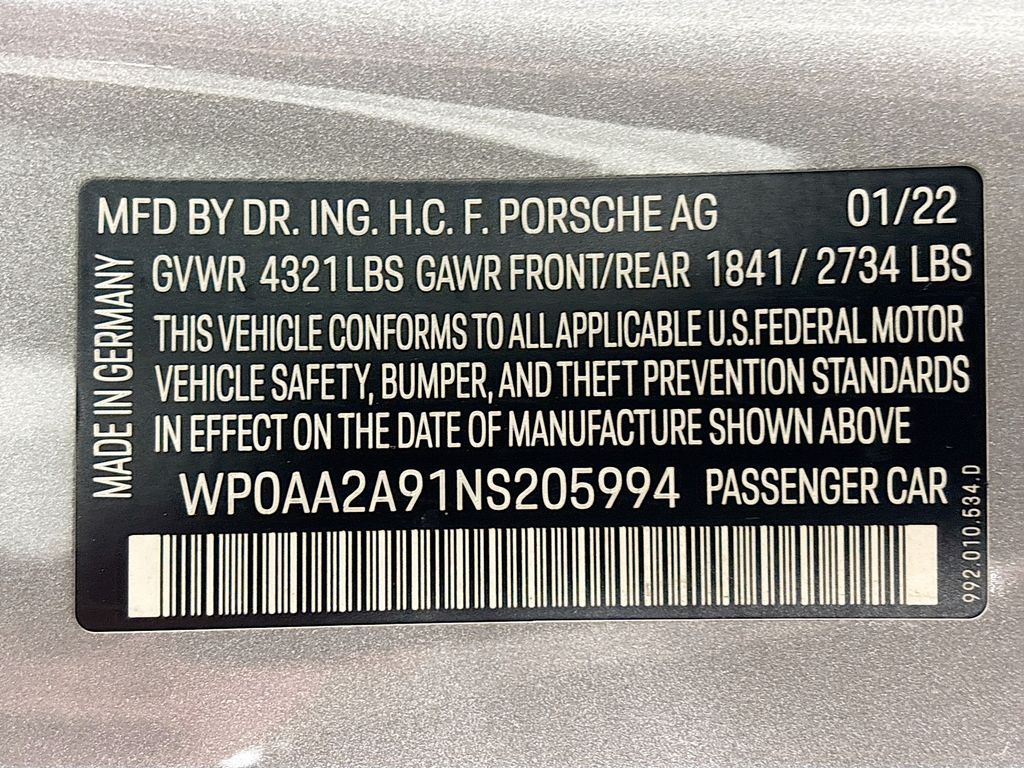 MFD BY DR. ING. H.C. F. PORSCHE AG 01/22
GVWR 4321 LBS GAWR FRONT/REAR 1841 / 2734 LBS
THIS VEHICLE CONFORMS TO ALL APPLICABLE U.S.FEDERAL MOTOR
VEHICLE SAFETY, BUMPER, AND THEFT PREVENTION STANDARDS
IN EFFECT ON THE DATE OF MANUFACTURE SHOWN ABOVE
WP0AA2A91NS205994 PASSENGER CAR
MADE IN GERMANY
992.010.534.D